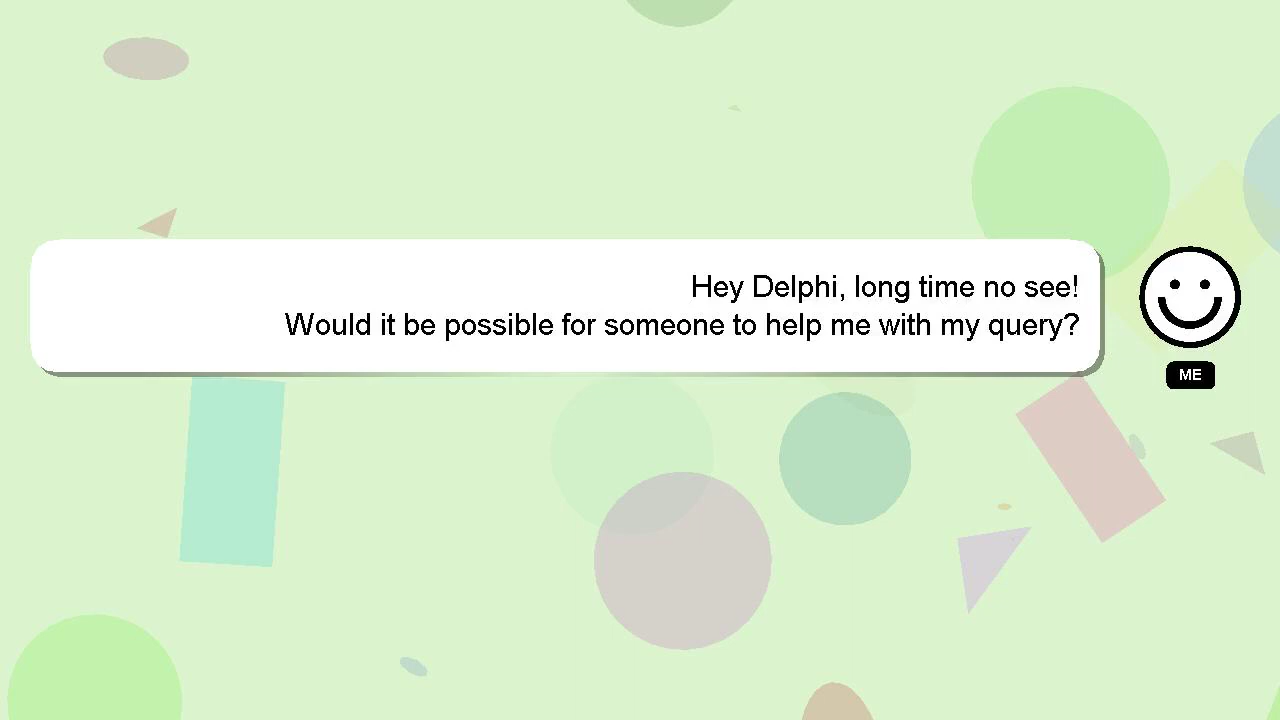 Hey Delphi, long time no see!
Would it be possible for someone to help me with my query?
ME